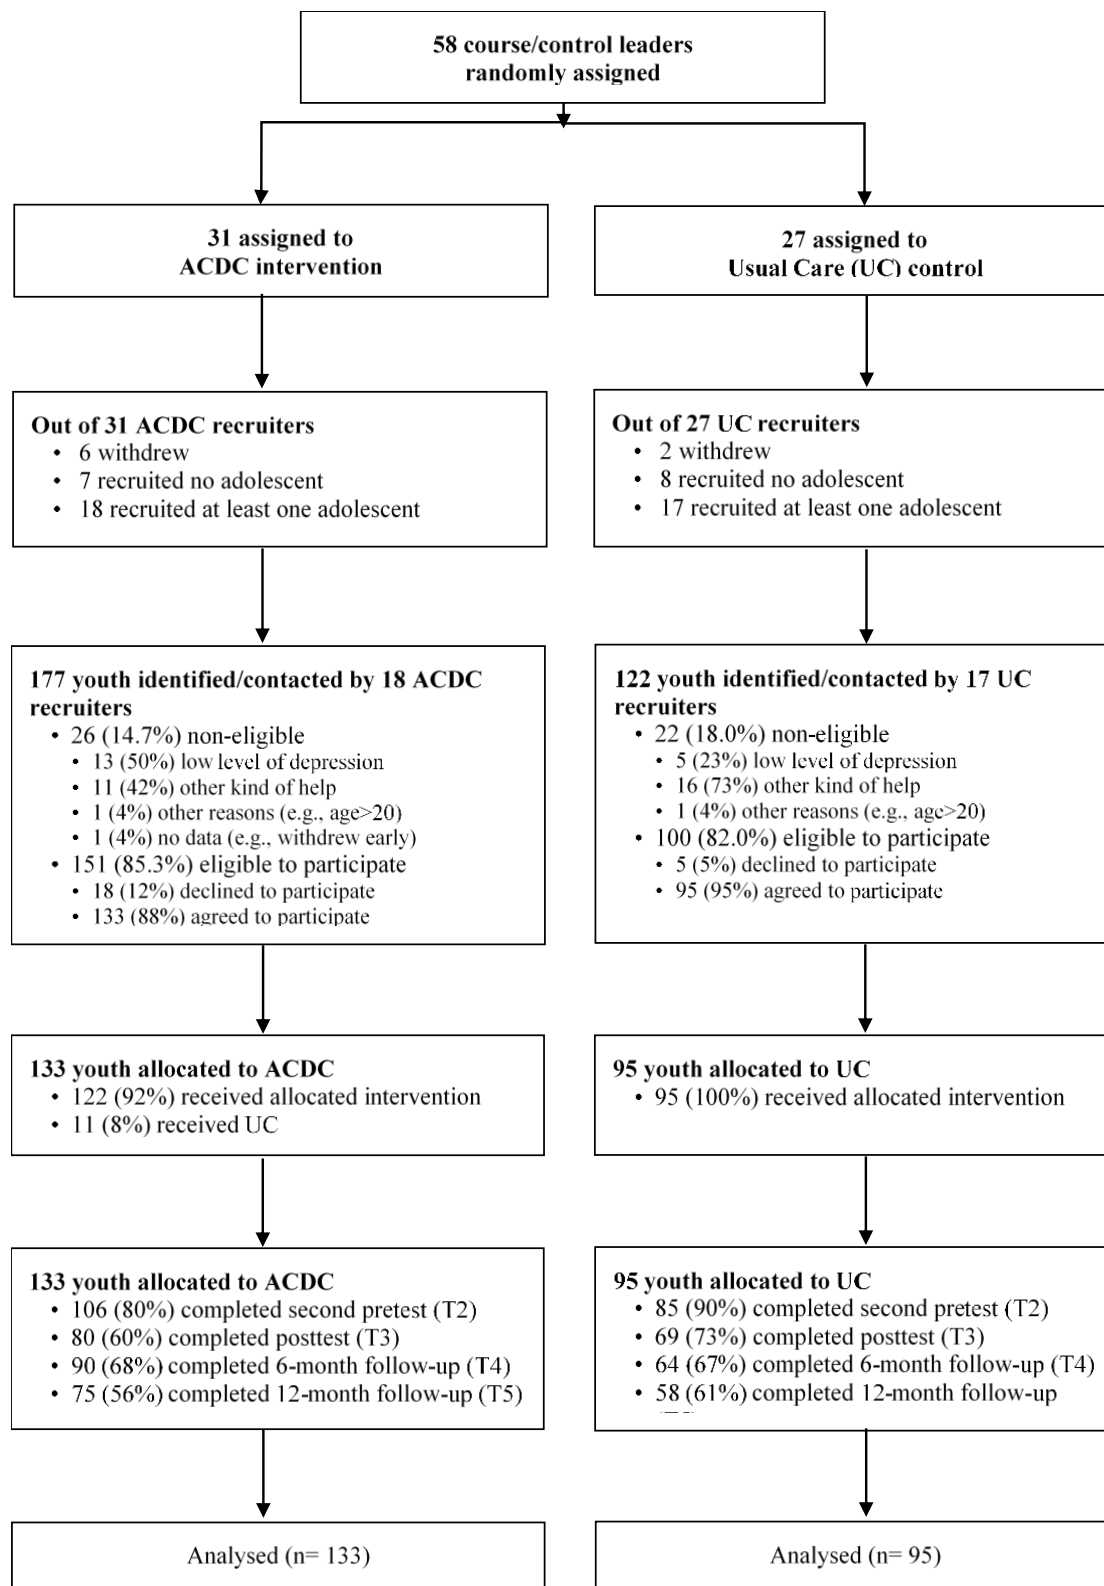 58 course/control leaders
randomly assigned
31 assigned to
ACDC intervention
27 assigned to
Usual Care (UC) control
Out of 31 ACDC recruiters
• 6 withdrew
• 7 recruited no adolescent
• 18 recruited at least one adolescent
Out of 27 UC recruiters
• 2 withdrew
• 8 recruited no adolescent
• 17 recruited at least one adolescent
177 youth identified/contacted by 18 ACDC
recruiters
• 26 (14.7%) non-eligible
• 13 (50%) low level of depression
• 11 (42%) other kind of help
• 1 (4%) other reasons (e.g., age>20)
• 1 (4%) no data (e.g., withdrew early)
• 151 (85.3%) eligible to participate
• 18 (12%) declined to participate
• 133 (88%) agreed to participate
122 youth identified/contacted by 17 UC
recruiters
• 22 (18.0%) non-eligible
• 5 (23%) low level of depression
• 16 (73%) other kind of help
• 1 (4%) other reasons (e.g., age>20)
• 100 (82.0%) eligible to participate
• 5 (5%) declined to participate
• 95 (95%) agreed to participate
133 youth allocated to ACDC
• 122 (92%) received allocated intervention
• 11 (8%) received UC
95 youth allocated to UC
• 95 (100%) received allocated intervention
133 youth allocated to ACDC
• 106 (80%) completed second pretest (T2)
• 80 (60%) completed posttest (T3)
• 90 (68%) completed 6-month follow-up (T4)
• 75 (56%) completed 12-month follow-up (T5)
95 youth allocated to UC
• 85 (90%) completed second pretest (T2)
• 69 (73%) completed posttest (T3)
• 64 (67%) completed 6-month follow-up (T4)
• 58 (61%) completed 12-month follow-up
Analysed (n= 133)
Analysed (n= 95)